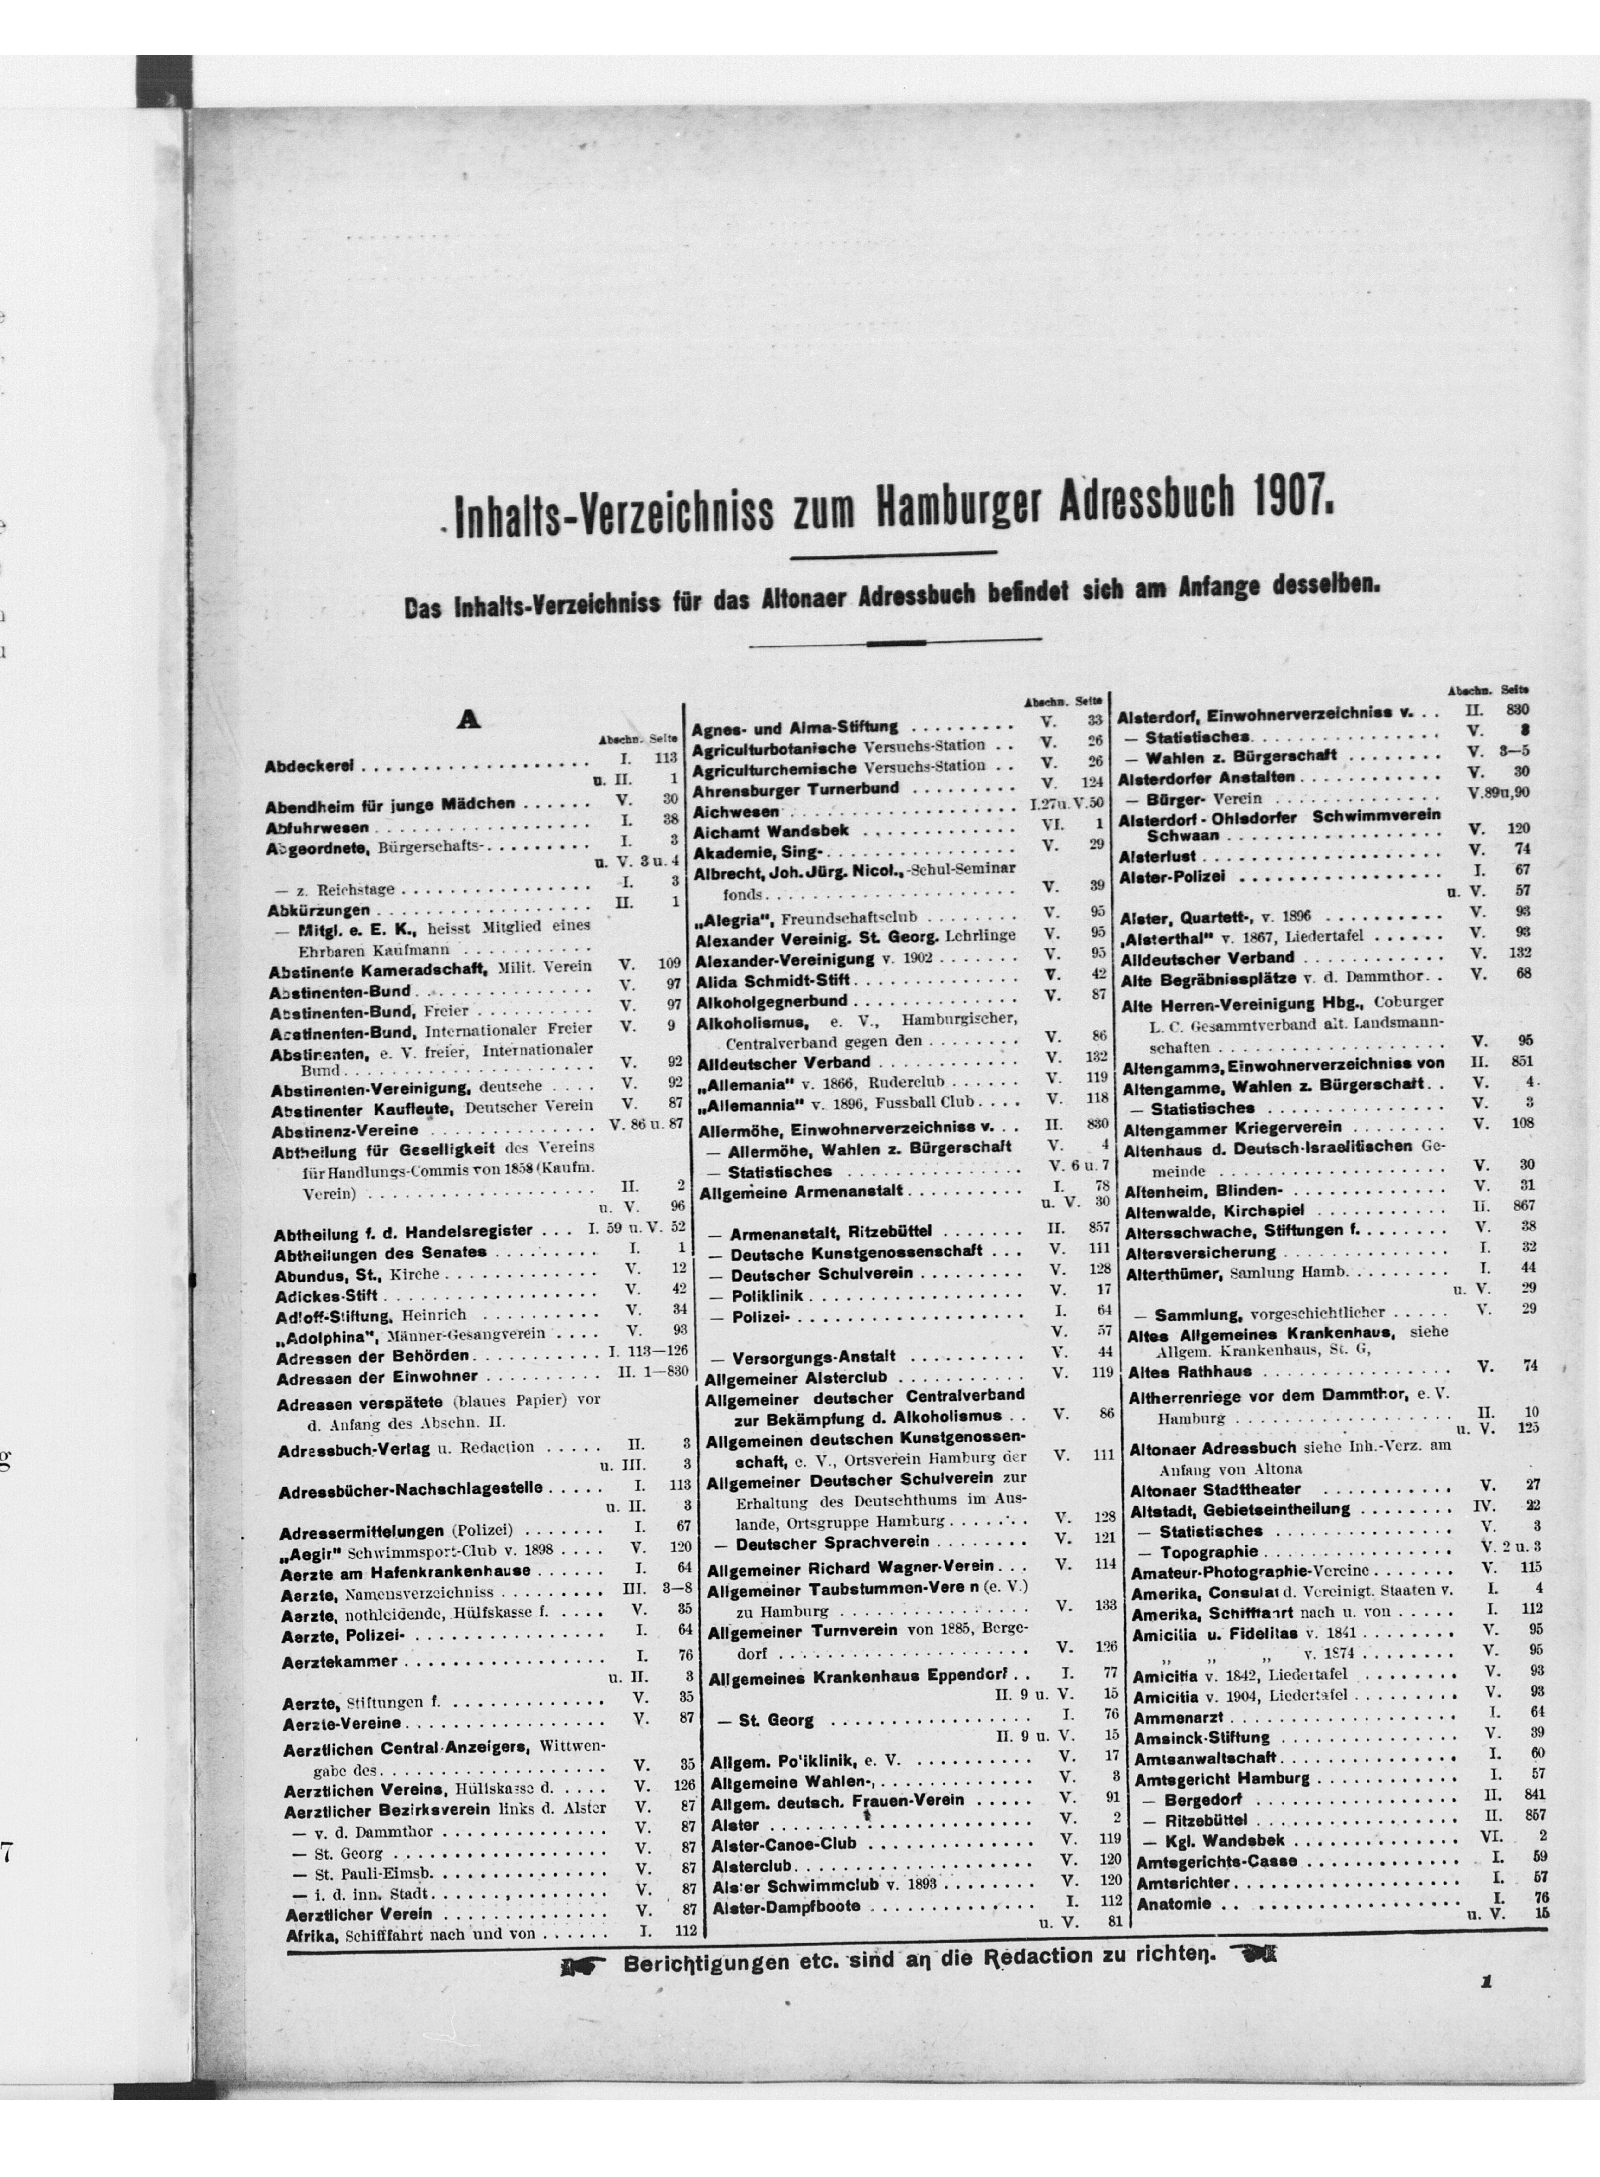 Inhalts-Verzeichniss zum Hamburger Adressbuch 1907.
Das Inhalts-Verzeichniss für das Altonaer Adressbuch befindet sich am Anfange desselben.
A
Abschn. Seite
Abdeckerei . . . . . I. 113
u. II. 1
Abendheim für junge Mädchen . . . . . V. 30
Abfuhrwesen . . . . . I. 38
Abgeordnete, Bürgerschafts- . . . . . I. 3
u. V. 3 u. 4
— z. Reichstage . . . . . I. 3
Abkürzungen . . . . . II. 1
— Mitgl. e. E. K., heisst Mitglied eines
Ehrbaren Kaufmann . . . . .
Abstinente Kameradschaft, Milit. Verein V. 109
Abstinenten-Bund . . . . . V. 97
Abstinenten-Bund, Freier . . . . . V. 97
Abstinenten-Bund, Internationaler Freier V. 9
Abstinenten, e. V. freier, Internationaler
Bund . . . . . V. 92
Abstinenten-Vereinigung, deutsche . . . . V. 92
Abstinenter Kaufleute, Deutscher Verein V. 87
Abstinenz-Vereine . . . . . V. 86 u. 87
Abtheilung für Geselligkeit des Vereins
für Handlungs-Commis von 1858 (Kaufm.
Verein) . . . . . II. 2
u. V. 96
Abtheilung f. d. Handelsregister . . . I. 59 u. V. 52
Abtheilungen des Senates . . . . . I. 1
Abundus, St., Kirche . . . . . V. 12
Adickes-Stift . . . . . V. 42
Adloff-Stiftung, Heinrich . . . . . V. 34
„Adolphina", Männer-Gesangverein . . . . V. 93
Adressen der Behörden . . . . . I. 113—126
Adressen der Einwohner . . . . . II. 1—830
Adressen verspätete (blaues Papier) vor
d. Anfang des Abschn. II.
Adressbuch-Verlag u. Redaction . . . . . II. 3
u. III. 3
Adressbücher-Nachschlagestelle . . . . . I. 113
u. II. 3
Adressermittelungen (Polizei) . . . . . I. 67
„Aegir" Schwimmsport-Club v. 1898 . . . . V. 120
Aerzte am Hafenkrankenhause . . . . . I. 64
Aerzte, Namensverzeichniss . . . . . III. 3—8
Aerzte, nothleidende, Hülfskasse f. . . . . V. 35
Aerzte, Polizei- . . . . . I. 64
Aerztekammer . . . . . I. 76
u. II. 3
Aerzte, Stiftungen f. . . . . . V. 35
Aerzte-Vereine . . . . . V. 87
Aerztlichen Central-Anzeigers, Wittwen-
gabe des . . . . . V. 35
Aerztlichen Vereins, Hülfskasse d. . . . . V. 126
Aerztlicher Bezirksverein links d. Alster V. 87
— v. d. Dammthor . . . . . V. 87
— St. Georg . . . . . V. 87
— St. Pauli-Eimsb. . . . . . V. 87
— i. d. inn. Stadt . . . . . V. 87
Aerztlicher Verein . . . . . V. 87
Afrika, Schifffahrt nach und von . . . . . I. 112
Abschn. Seite
Agnes- und Alma-Stiftung . . . . . V. 33
Agriculturbotanische Versuchs-Station . . V. 26
Agriculturchemische Versuchs-Station . . V. 26
Ahrensburger Turnerbund . . . . . V. 124
Aichwesen . . . . . I.27 u. V.50
Aichamt Wandsbek . . . . . VI. 1
Akademie, Sing- . . . . . V. 29
Albrecht, Joh. Jürg. Nicol., -Schul-Seminar
fonds . . . . . V. 39
„Alegria", Freundschaftsclub . . . . . V. 95
Alexander Vereinig. St. Georg. Lehrlinge V. 95
Alexander-Vereinigung v. 1902 . . . . . V. 95
Alida Schmidt-Stift . . . . . V. 42
Alkoholgegnerbund . . . . . V. 87
Alkoholismus, e. V., Hamburgischer,
Centralverband gegen den . . . . . V. 86
Alldeutscher Verband . . . . . V. 132
„Allemania" v. 1866, Ruderclub . . . . . V. 119
„Allemannia" v. 1896, Fussball Club . . . . V. 118
Allermöhe, Einwohnerverzeichniss v. . . II. 830
— Allermöhe, Wahlen z. Bürgerschaft V. 4
— Statistisches . . . . . V. 6 u. 7
Allgemeine Armenanstalt . . . . . I. 78
u. V. 30
— Armenanstalt, Ritzebüttel . . . . . II. 857
— Deutsche Kunstgenossenschaft . . . V. 111
— Deutscher Schulverein . . . . . V. 128
— Poliklinik . . . . . V. 17
— Polizei- . . . . . I. 64
V. 57
— Versorgungs-Anstalt . . . . . V. 44
Allgemeiner Alsterclub . . . . . V. 119
Allgemeiner deutscher Centralverband
zur Bekämpfung d. Alkoholismus . . V. 86
Allgemeinen deutschen Kunstgenossen-
schaft, e. V., Ortsverein Hamburg der V. 111
Allgemeiner Deutscher Schulverein zur
Erhaltung des Deutschthums im Aus-
lande, Ortsgruppe Hamburg . . . . . V. 128
— Deutscher Sprachverein . . . . . V. 121
Allgemeiner Richard Wagner-Verein . . . V. 114
Allgemeiner Taubstummen-Vere n (e. V.)
zu Hamburg . . . . . V. 133
Allgemeiner Turnverein von 1885, Berge-
dorf . . . . . V. 126
Allgemeines Krankenhaus Eppendorf . . I. 77
II. 9 u. V. 15
— St. Georg . . . . . I. 76
II. 9 u. V. 15
Allgem. Poliklinik, e. V. . . . . . V. 17
Allgemeine Wahlen-, . . . . . V. 3
Allgem. deutsch. Frauen-Verein . . . . . V. 91
Alster . . . . . V. 2
Alster-Canoe-Club . . . . . V. 119
Alsterclub . . . . . V. 120
Alster Schwimmclub v. 1893 . . . . . V. 120
Alster-Dampfboote . . . . . I. 112
u. V. 81
Abschn. Seite
Alsterdorf, Einwohnerverzeichniss v. . . II. 830
— Statistisches . . . . . V. 3
— Wahlen z. Bürgerschaft . . . . . V. 3—5
Alsterdorfer Anstalten . . . . . V. 30
— Bürger- Verein . . . . . V.89u,90
Alsterdorf - Ohlsdorfer Schwimmverein
Schwaan . . . . . V. 120
Alsterlust . . . . . V. 74
Alster-Polizei . . . . . I. 67
u. V. 57
Alster, Quartett-, v. 1896 . . . . . V. 93
„Alsterthal" v. 1867, Liedertafel . . . . . V. 93
Alldeutscher Verband . . . . . V. 132
Alte Begräbnissplätze v. d. Dammthor . . V. 68
Alte Herren-Vereinigung Hbg., Coburger
L. C. Gesammtverband alt. Landsmann-
schaften . . . . . V. 95
Altengamme, Einwohnerverzeichniss von II. 851
Altengamme, Wahlen z. Bürgerschaft . . V. 4
— Statistisches . . . . . V. 3
Altengammer Kriegerverein . . . . . V. 108
Altenhaus d. Deutsch-Israelitischen Ge-
meinde . . . . . V. 30
Altenheim, Blinden- . . . . . V. 31
Altenwalde, Kirchspiel . . . . . II. 867
Altersschwache, Stiftungen f. . . . . . V. 38
Altersversicherung . . . . . I. 32
Alterthümer, Samlung Hamb. . . . . . I. 44
u. V. 29
— Sammlung, vorgeschichtlicher . . . . . V. 29
Altes Allgemeines Krankenhaus, siehe
Allgem. Krankenhaus, St. G,
Altes Rathhaus . . . . . V. 74
Altherrenriege vor dem Dammthor, e. V.
Hamburg . . . . . II. 10
u. V. 125
Altonaer Adressbuch siehe Inh.-Verz. am
Anfang von Altona
Altonaer Stadttheater . . . . . V. 27
Altstadt, Gebietseintheilung . . . . . IV. 22
— Statistisches . . . . . V. 3
— Topographie . . . . . V. 2 u. 3
Amateur-Photographie-Vereine . . . . . V. 115
Amerika, Consulat d. Vereinigt. Staaten v. I. 4
Amerika, Schifffahrt nach u. von . . . . . I. 112
Amicitia u. Fidelitas v. 1841 . . . . . V. 95
„ „ „ v. 1874 . . . . . V. 95
Amicitia v. 1842, Liedertafel . . . . . V. 93
Amicitia v. 1904, Liedertafel . . . . . V. 93
Ammenarzt . . . . . I. 64
Amsinck-Stiftung . . . . . V. 39
Amtsanwaltschaft . . . . . I. 60
Amtsgericht Hamburg . . . . . I. 57
— Bergedorf . . . . . II. 841
— Ritzebüttel . . . . . II. 857
— Kgl. Wandsbek . . . . . VI. 2
Amtsgerichts-Casse . . . . . I. 59
Amtsrichter . . . . . I. 57
Anatomie . . . . . I. 76
u. V. 15
Berichtigungen etc. sind an die Redaction zu richten.
1